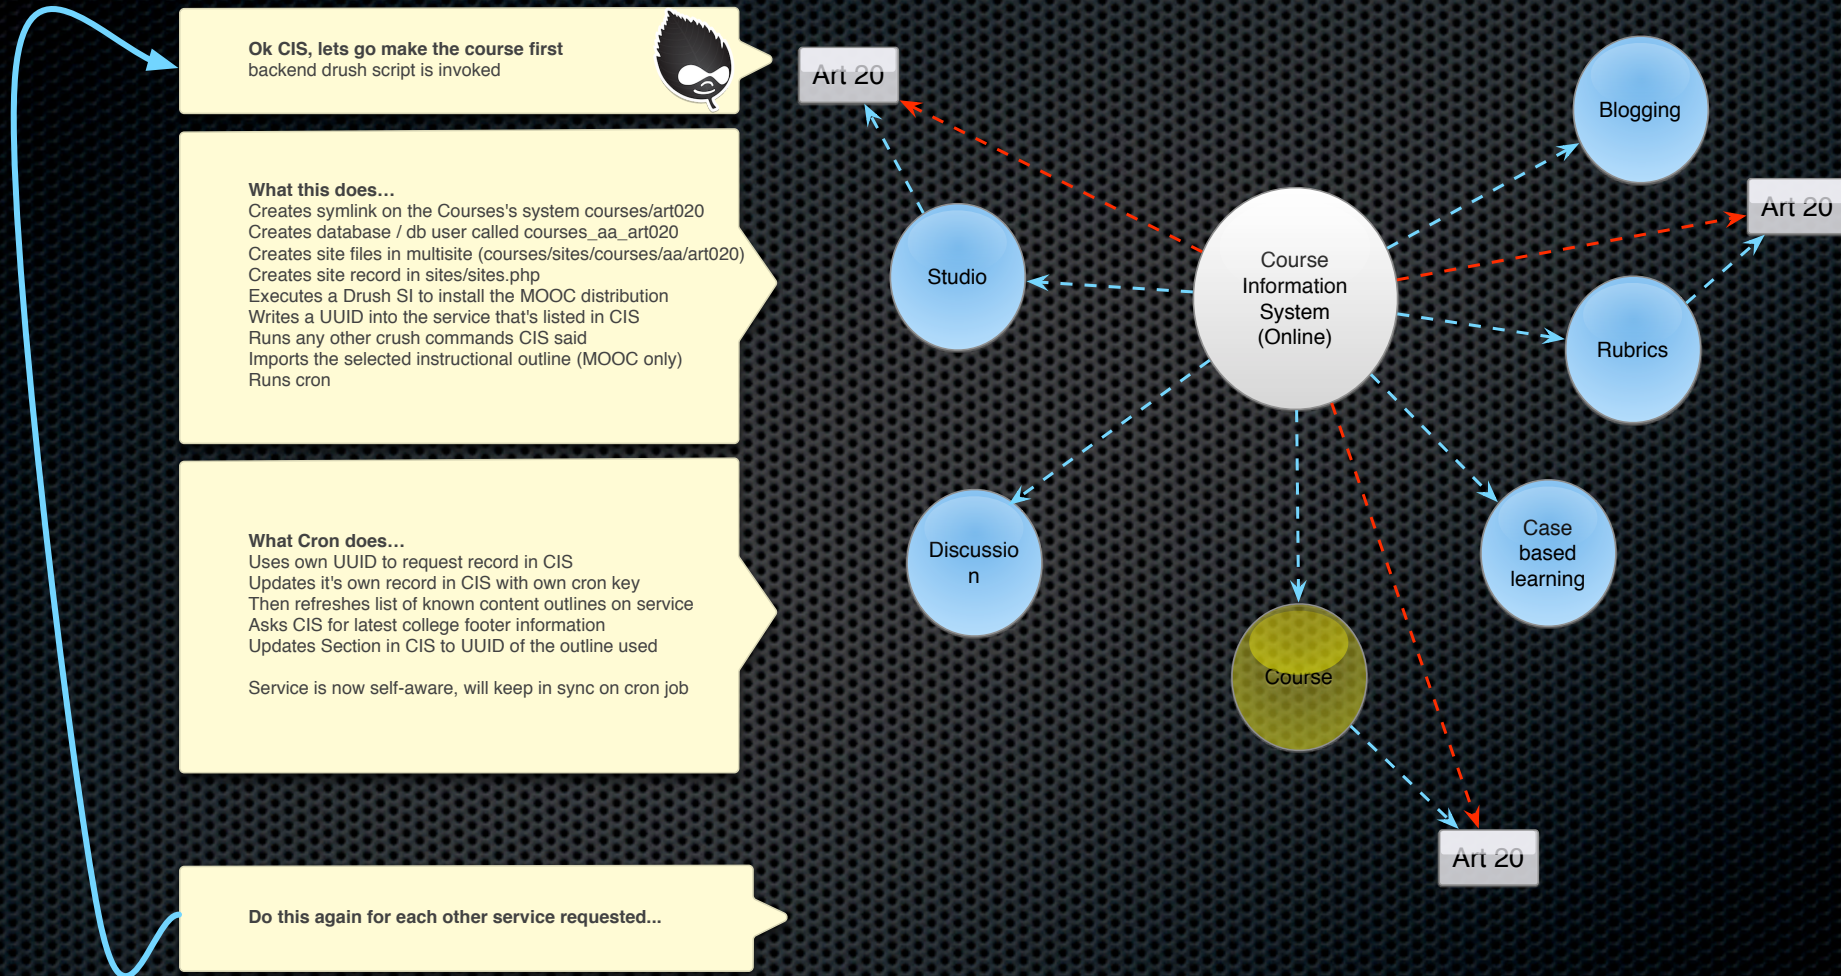 Ok CIS, lets go make the course first
backend drush script is invoked
What this does...
Creates symlink on the Courses's system courses/art020
Creates database / db user called courses_aa_art020
Creates site files in multisite (courses/sites/courses/aa/art020)
Creates site record in sites/sites.php
Executes a Drush SI to install the MOOC distribution
Writes a UUID into the service that's listed in CIS
Runs any other crush commands CIS said
Imports the selected instructional outline (MOOC only)
Runs cron
What Cron does...
Uses own UUID to request record in CIS
Updates it's own record in CIS with own cron key
Then refreshes list of known content outlines on service
Asks CIS for latest college footer information
Updates Section in CIS to UUID of the outline used
Service is now self-aware, will keep in sync on cron job
Do this again for each other service requested...
Art 20
Blogging
Art 20
Course
Information
System
(Online)
Studio
Rubrics
Discussio
n
Case
based
learning
Course
Art 20